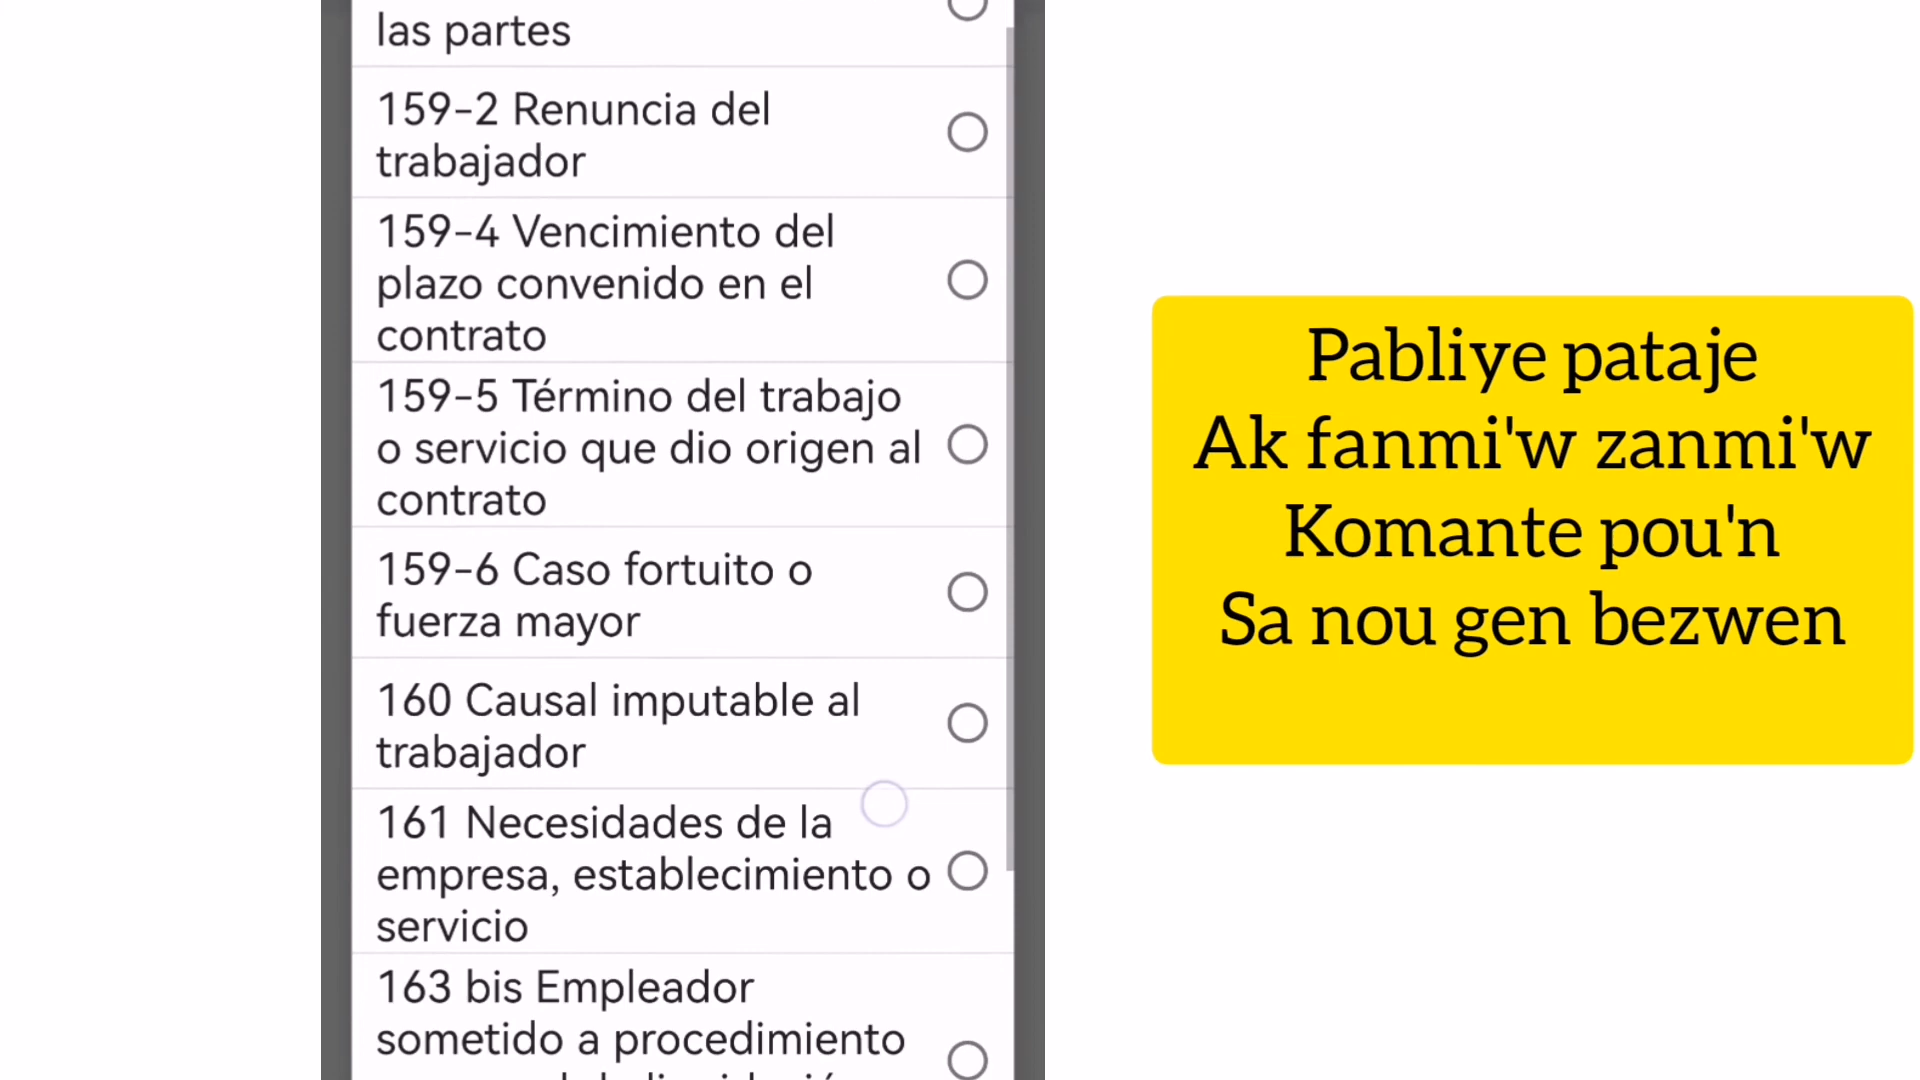 las partes
159-2 Renuncia del
trabajador
159-4 Vencimiento del
plazo convenido en el
contrato
159-5 Término del trabajo
o servicio que dio origen al
contrato
159-6 Caso fortuito o
fuerza mayor
160 Causal imputable al
trabajador
161 Necesidades de la
empresa, establecimiento o
servicio
163 bis Empleador
sometido a procedimiento
Pabliye pataje
Ak fanmi'w zanmi'w
Komante pou'n
Sa nou gen bezwen